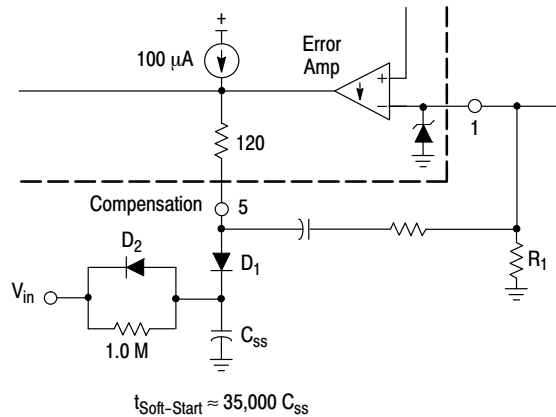 +
100 µA
Error
Amp
+
−
1
120
Compensation
5
D2
D1
R1
Vin
Css
1.0 M
tSoft–Start ≈ 35,000 Css